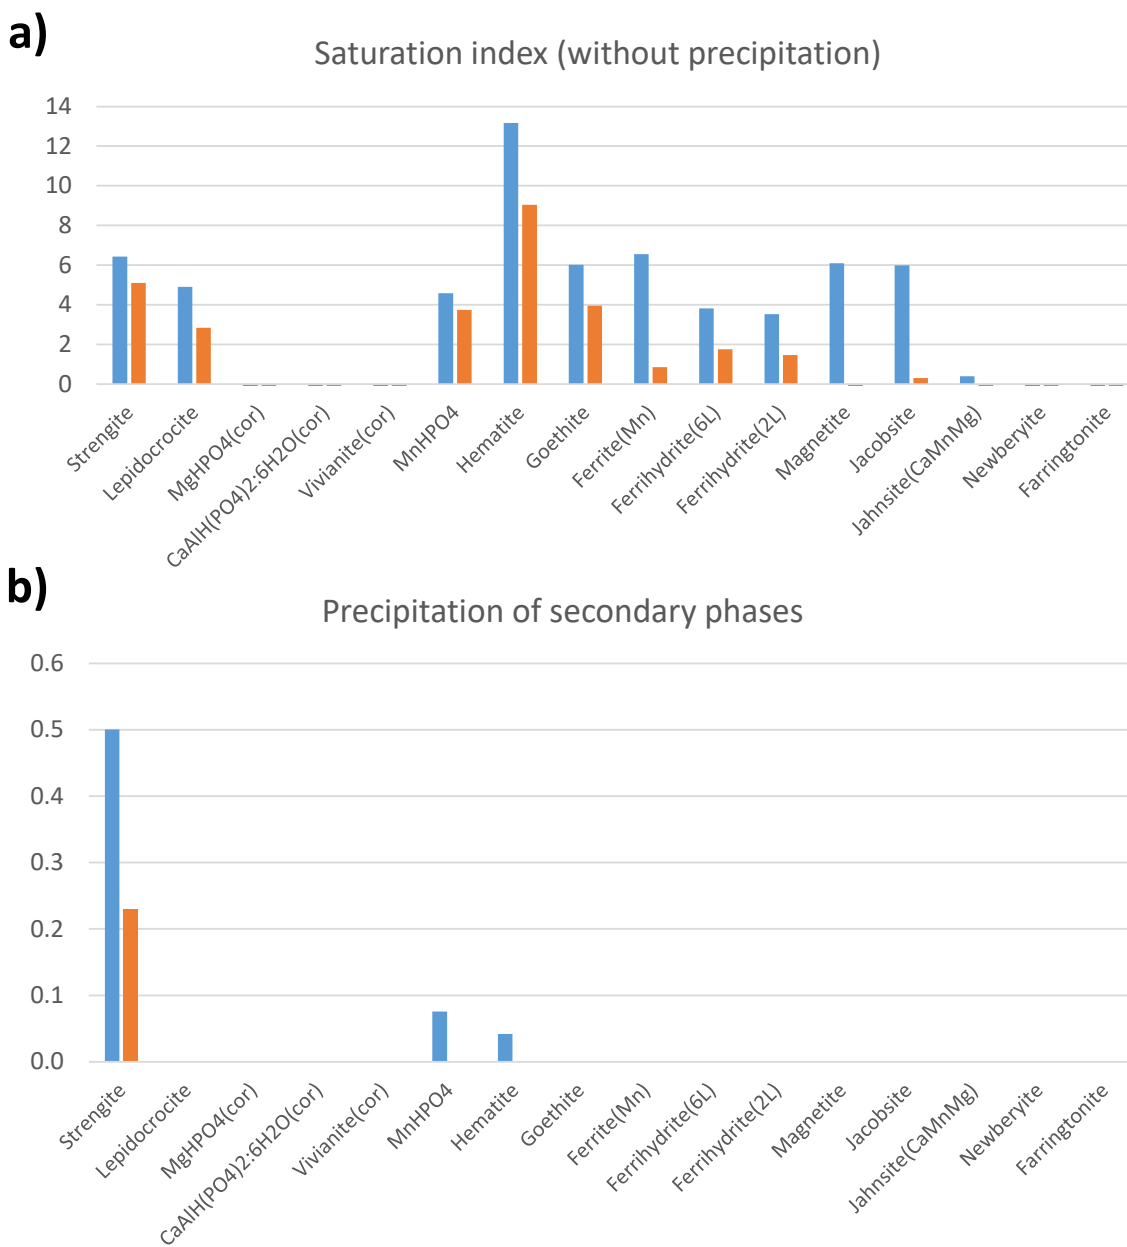 a)
Saturation index (without precipitation)
14
12
10
8
6
4
2
0
Strengite
Lepidocrocite
MgHPO4(cor)
CaAlH(PO4)2:6H2O(cor)
Vivianite(cor)
MnHPO4
Hematite
Goethite
Ferrite(Mn)
Ferrihydrite(6L)
Ferrihydrite(2L)
Magnetite
Jacobsite
Jahnsite(CaMnMg)
Newberyite
Farringtonite
b)
Precipitation of secondary phases
0.6
0.5
0.4
0.3
0.2
0.1
0.0
Strengite
Lepidocrocite
MgHPO4(cor)
CaAlH(PO4)2:6H2O(cor)
Vivianite(cor)
MnHPO4
Hematite
Goethite
Ferrite(Mn)
Ferrihydrite(6L)
Ferrihydrite(2L)
Magnetite
Jacobsite
Jahnsite(CaMnMg)
Newberyite
Farringtonite